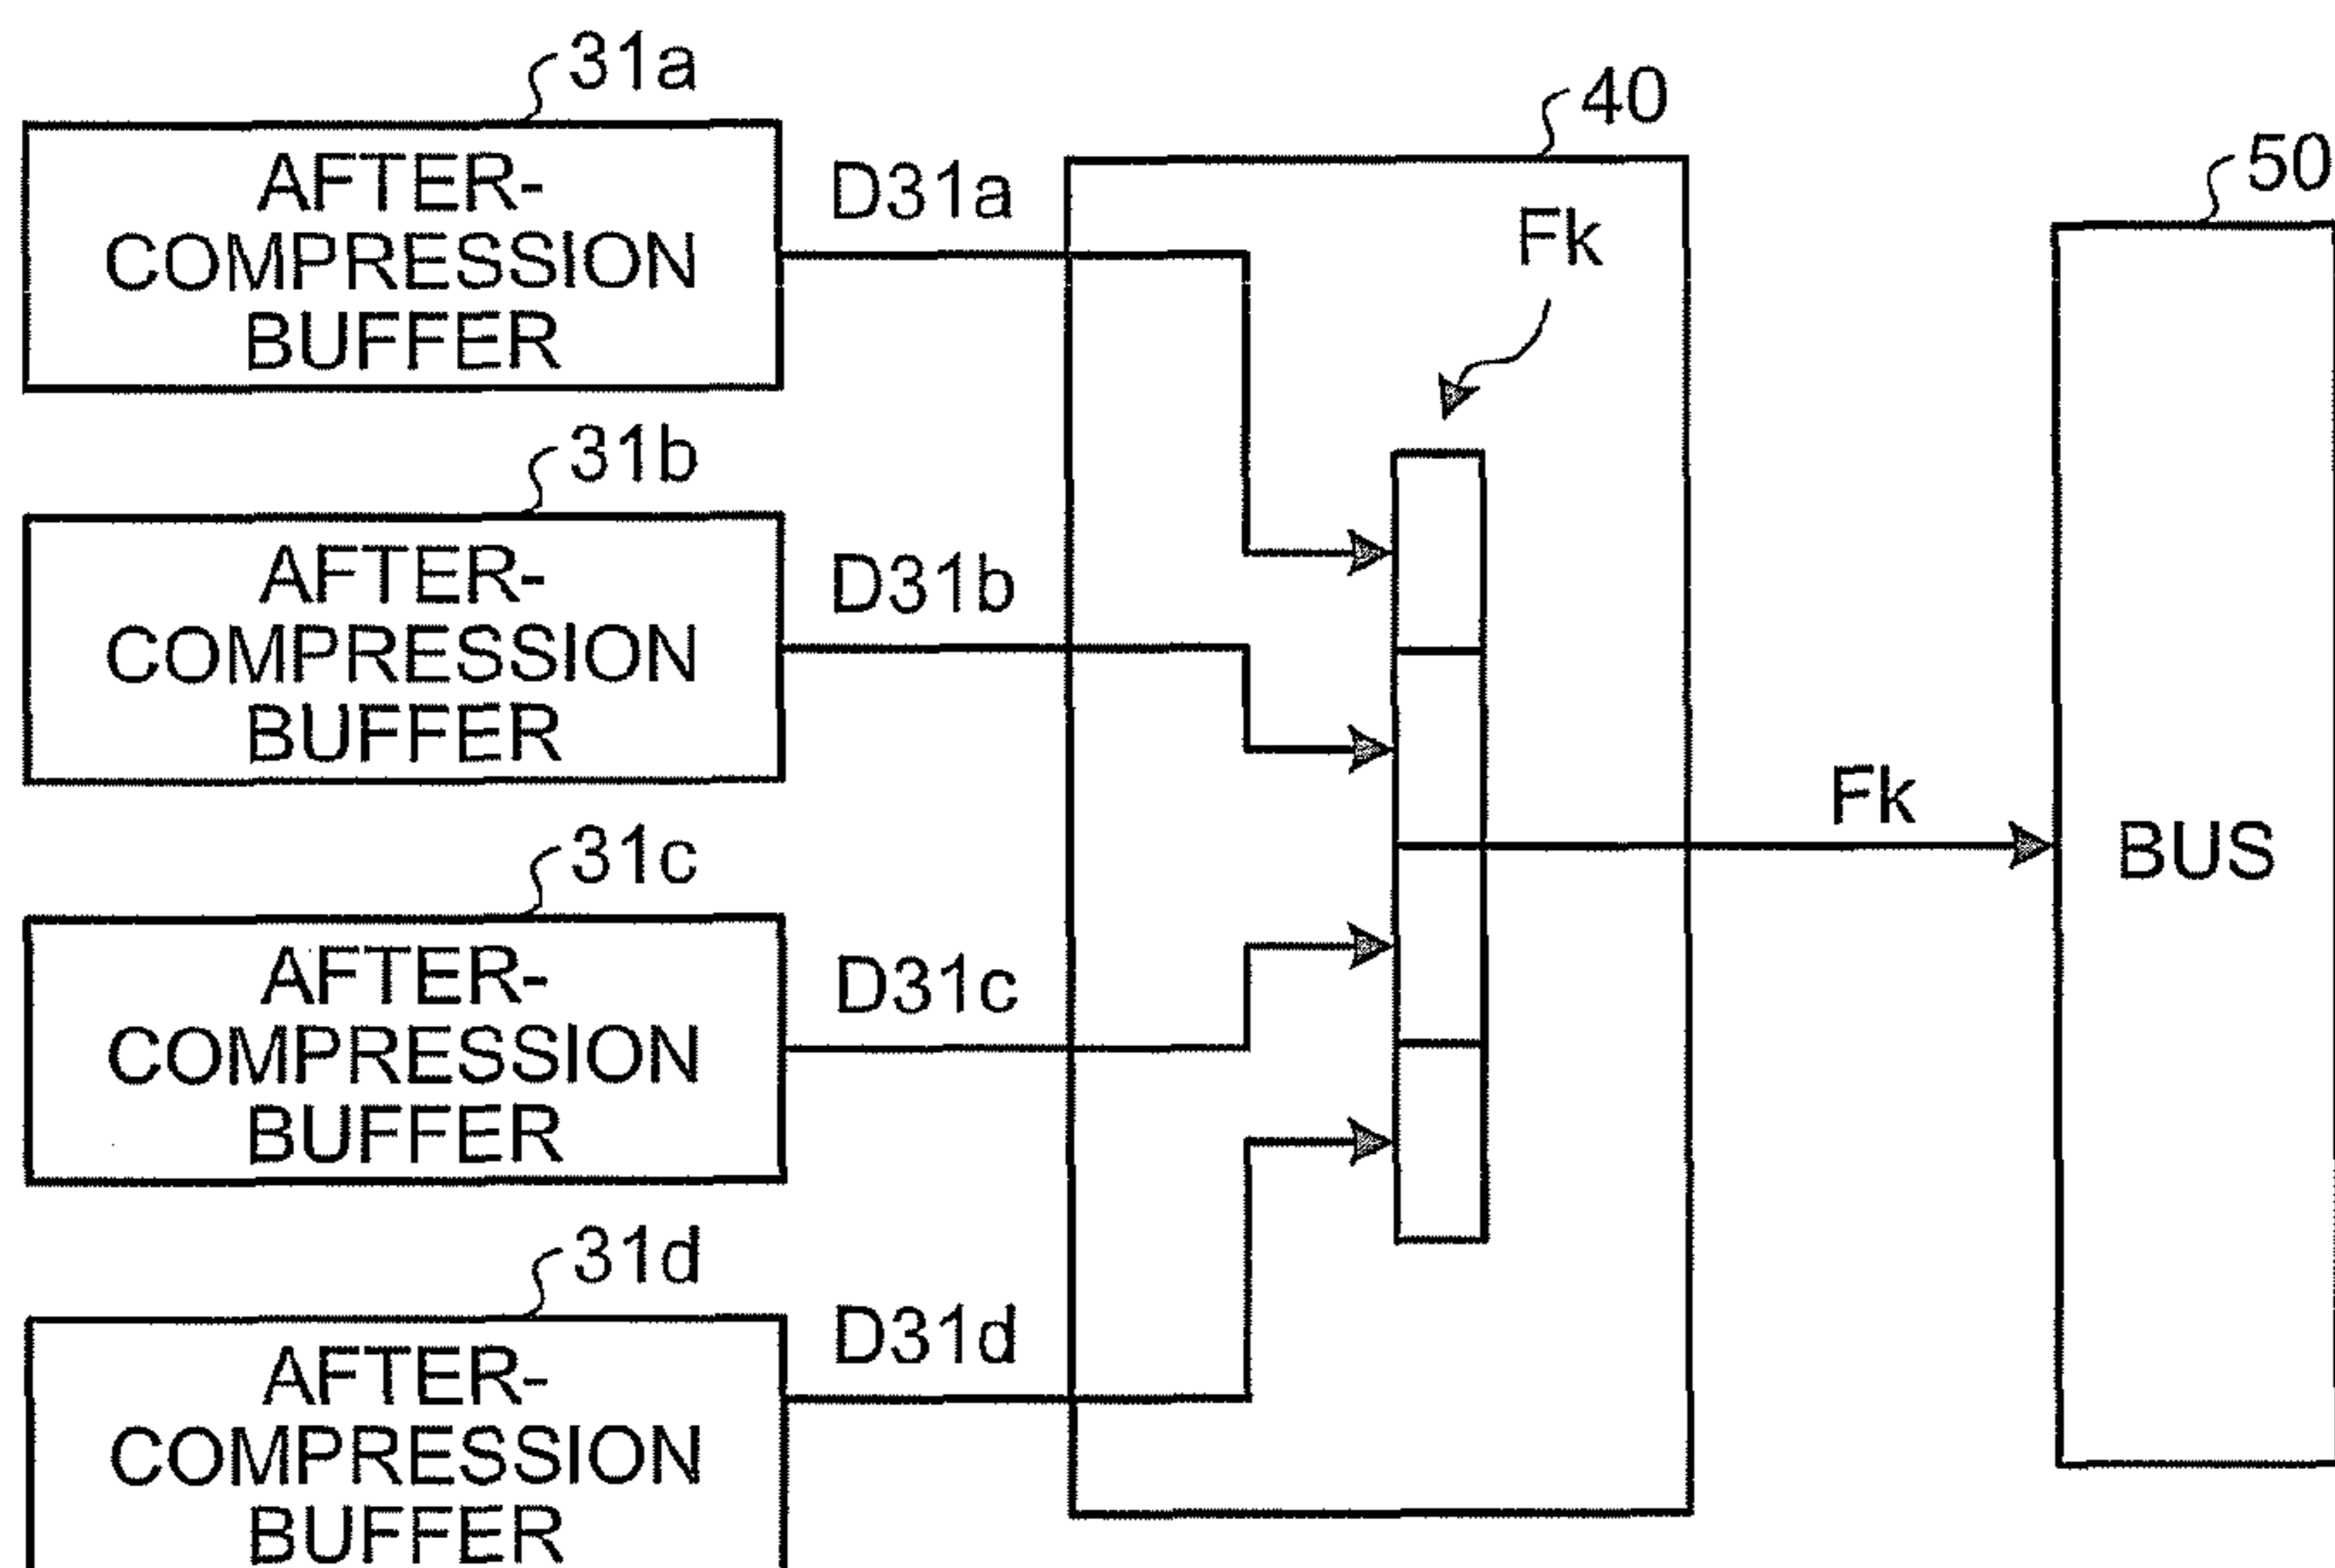 31a
AFTER-
COMPRESSION
BUFFER
D31a
40
Fk
50
31b
AFTER-
COMPRESSION
BUFFER
D31b
Fk
BUS
31c
AFTER-
COMPRESSION
BUFFER
D31c
31d
AFTER-
COMPRESSION
BUFFER
D31d